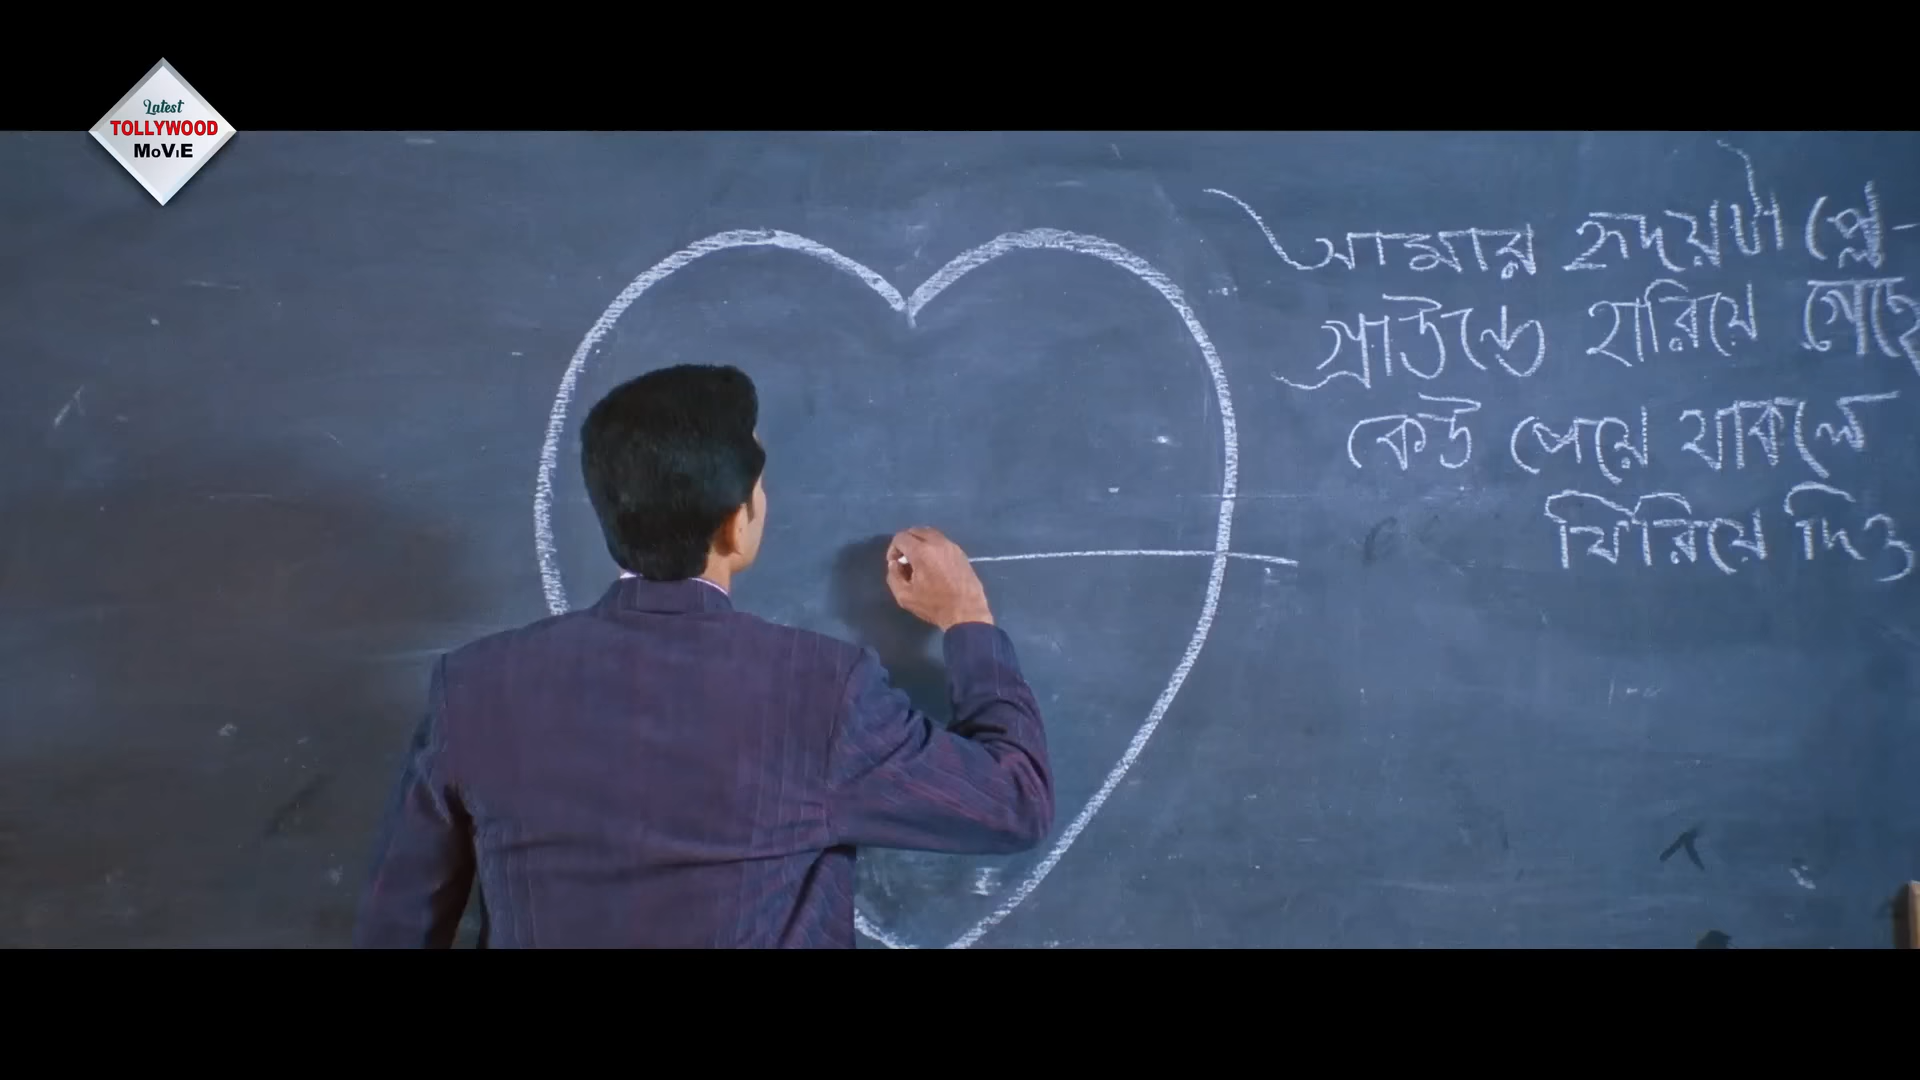 Latest
TOLLYWOOD
MoViE
আমার হৃদয়টা প্লে-
গ্রাউন্ডে হারিয়ে গেছে
কেউ পেয়ে থাকলে
ফিরিয়ে দিও